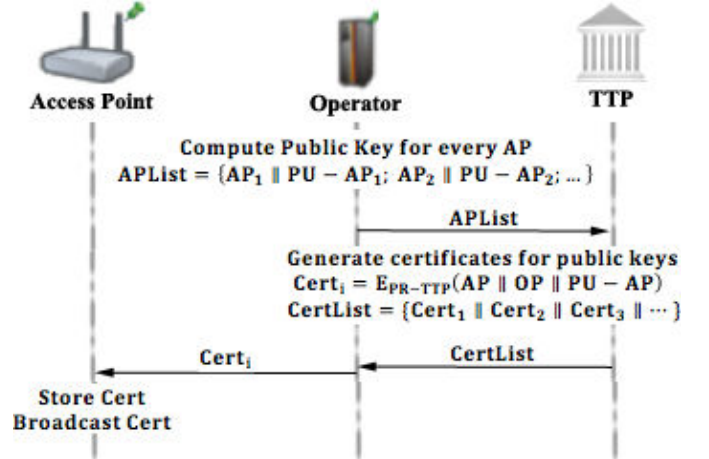 Access Point
Operator
TTP
Compute Public Key for every AP
APList = {AP₁ ∥ PU − AP₁; AP₂ ∥ PU − AP₂; … }
APList
Generate certificates for public keys
Certᵢ = E_PR−TTP(AP ∥ OP ∥ PU − AP)
CertList = {Cert₁ ∥ Cert₂ ∥ Cert₃ ∥ ⋯ }
Certᵢ
CertList
Store Cert
Broadcast Cert